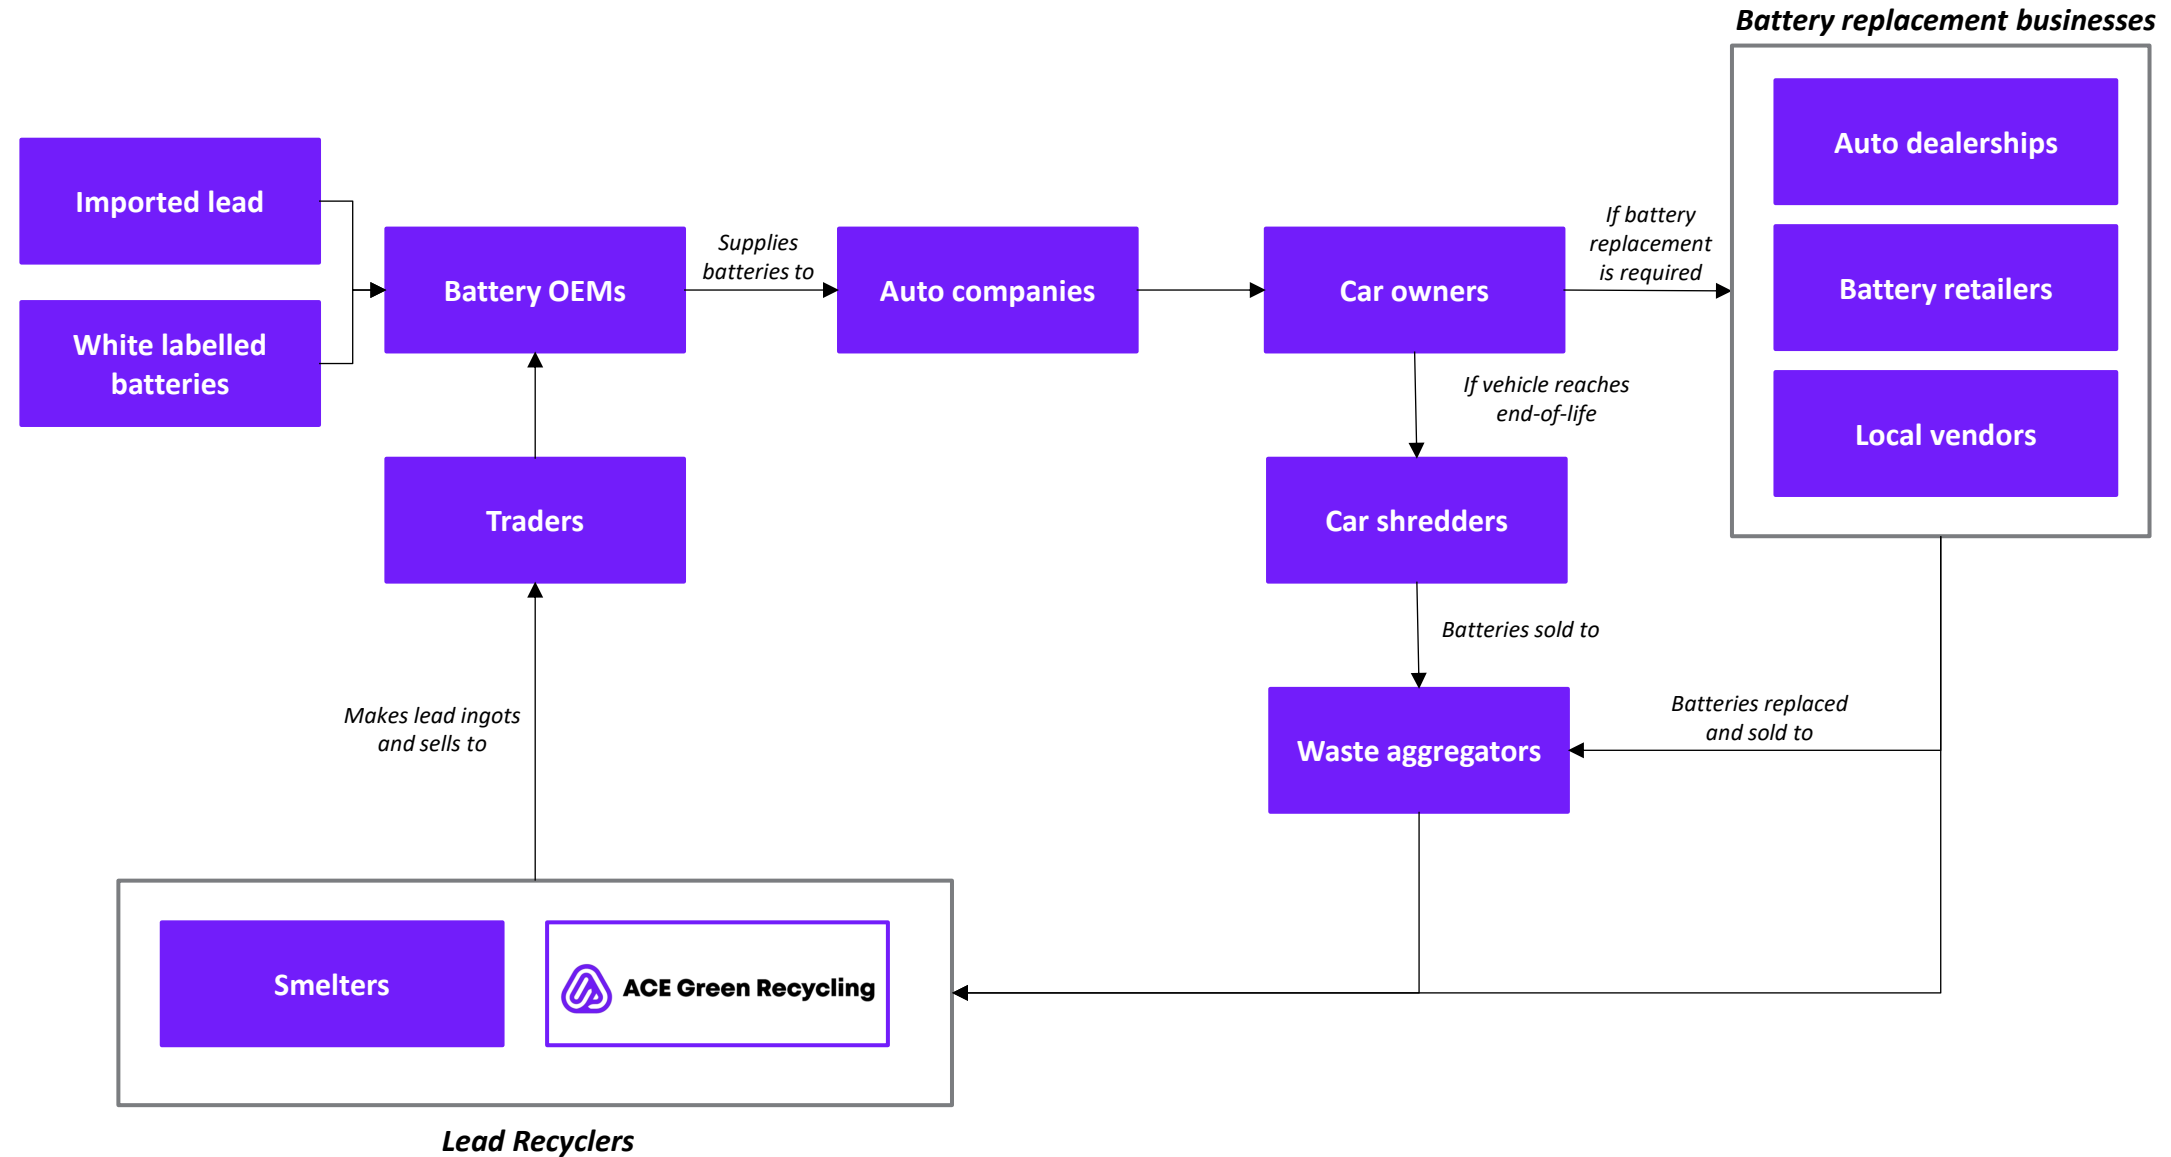 Battery replacement businesses
Auto dealerships
Imported lead
If battery
replacement
is required
Supplies
batteries to
Battery OEMs
Auto companies
Car owners
Battery retailers
White labelled
batteries
If vehicle reaches
end-of-life
Local vendors
Traders
Car shredders
Batteries sold to
Makes lead ingots
and sells to
Batteries replaced
and sold to
Waste aggregators
Smelters
ACE Green Recycling
Lead Recyclers